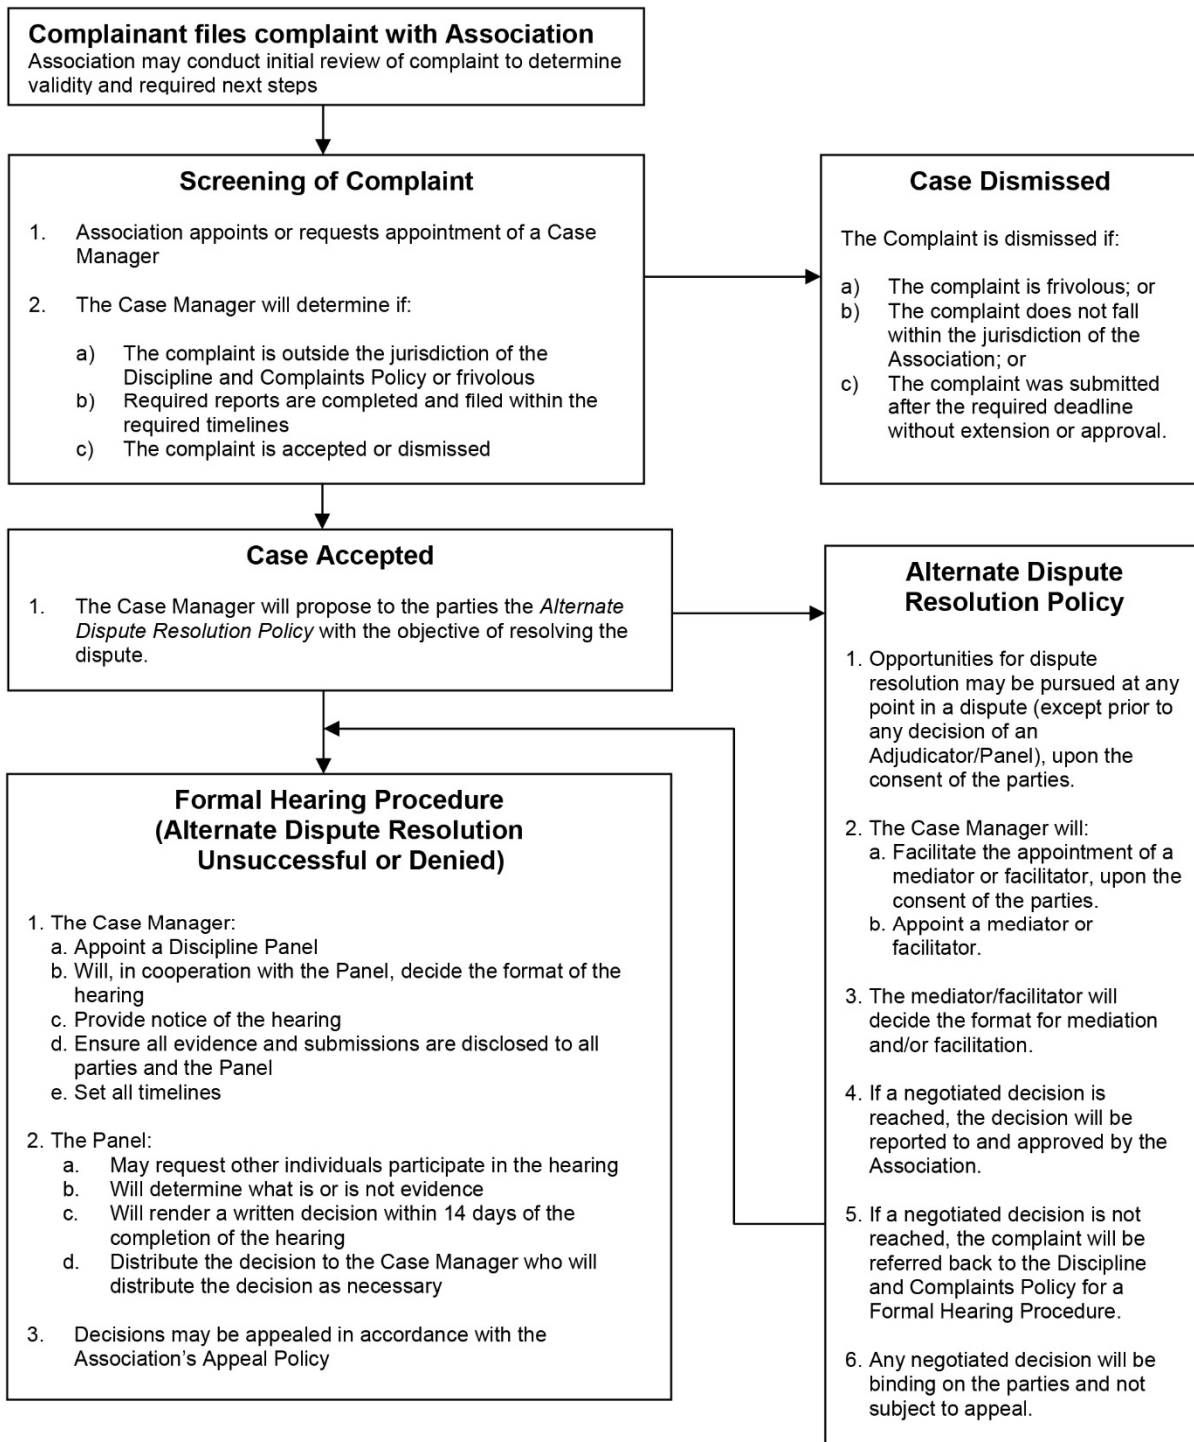 Complainant files complaint with Association
Association may conduct initial review of complaint to determine
validity and required next steps
Screening of Complaint
1. Association appoints or requests appointment of a Case
Manager
2. The Case Manager will determine if:
a) The complaint is outside the jurisdiction of the
Discipline and Complaints Policy or frivolous
b) Required reports are completed and filed within the
required timelines
c) The complaint is accepted or dismissed
Case Dismissed
The Complaint is dismissed if:
a) The complaint is frivolous; or
b) The complaint does not fall
within the jurisdiction of the
Association; or
c) The complaint was submitted
after the required deadline
without extension or approval.
Case Accepted
1. The Case Manager will propose to the parties the Alternate
Dispute Resolution Policy with the objective of resolving the
dispute.
Alternate Dispute
Resolution Policy
1. Opportunities for dispute
resolution may be pursued at any
point in a dispute (except prior to
any decision of an
Adjudicator/Panel), upon the
consent of the parties.
2. The Case Manager will:
a. Facilitate the appointment of a
mediator or facilitator, upon the
consent of the parties.
b. Appoint a mediator or
facilitator.
3. The mediator/facilitator will
decide the format for mediation
and/or facilitation.
4. If a negotiated decision is
reached, the decision will be
reported to and approved by the
Association.
5. If a negotiated decision is not
reached, the complaint will be
referred back to the Discipline
and Complaints Policy for a
Formal Hearing Procedure.
6. Any negotiated decision will be
binding on the parties and not
subject to appeal.
Formal Hearing Procedure
(Alternate Dispute Resolution
Unsuccessful or Denied)
1. The Case Manager:
a. Appoint a Discipline Panel
b. Will, in cooperation with the Panel, decide the format of the
hearing
c. Provide notice of the hearing
d. Ensure all evidence and submissions are disclosed to all
parties and the Panel
e. Set all timelines
2. The Panel:
a. May request other individuals participate in the hearing
b. Will determine what is or is not evidence
c. Will render a written decision within 14 days of the
completion of the hearing
d. Distribute the decision to the Case Manager who will
distribute the decision as necessary
3. Decisions may be appealed in accordance with the
Association's Appeal Policy